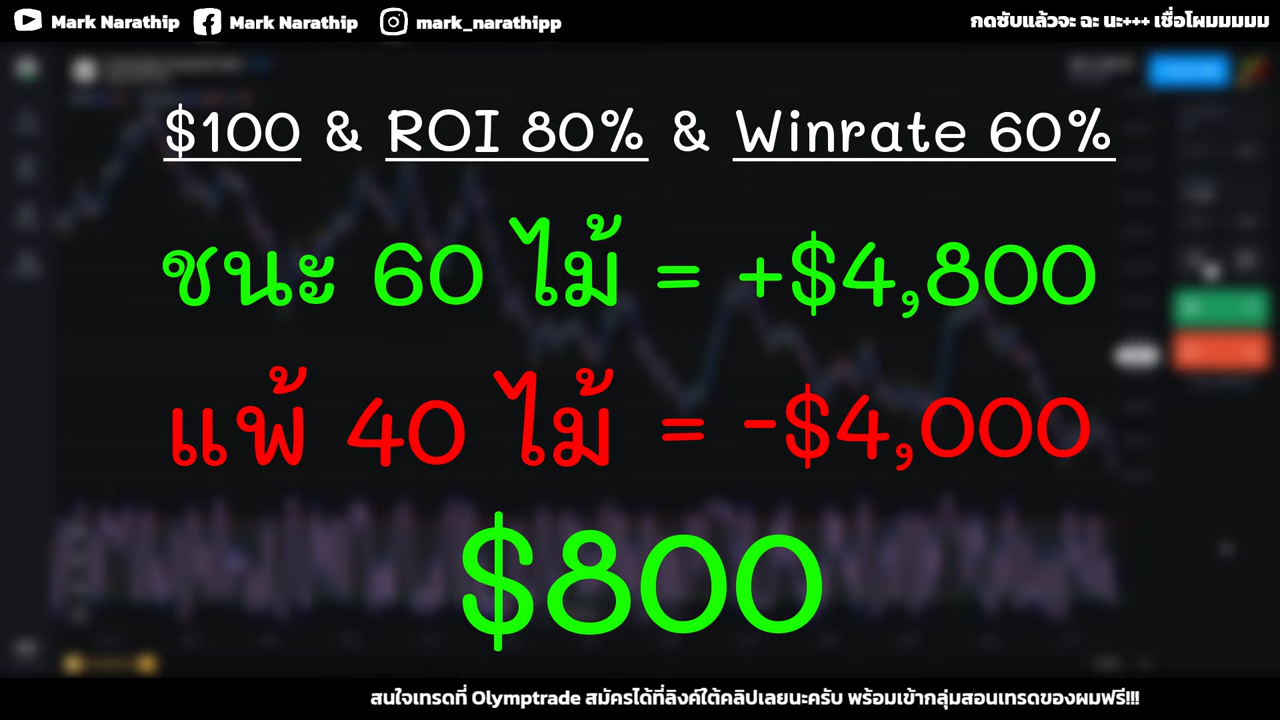 Mark Narathip Mark Narathip mark_narathipp กดซับแล้วจะ ฉะ นะ+++ เชื่อโผมมมมม
$100 & ROI 80% & Winrate 60%
ชนะ 60 ไม้ = +$4,800
แพ้ 40 ไม้ = -$4,000
$800
สนใจเทรดที่ Olymptrade สมัครได้ที่ลิงค์ใต้คลิปเลยนะครับ พร้อมเข้ากลุ่มสอนเทรดของผมฟรี!!!